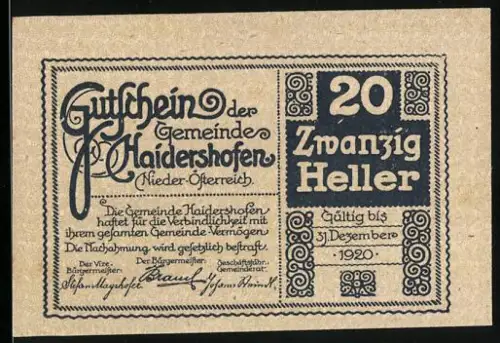 Gutschein der
Gemeinde
Haidershofen
Nieder-Österreich.
Die Gemeinde Haidershofen
haftet für die Verbindlichkeit mit
ihrem gesamten Gemeinde-Vermögen.
Die Nachahmung wird gesetzlich bestraft.
Der Vize-Bürgermeister:
Der Bürgermeister:
Geschäftsführ. Gemeinderat:
20
Zwanzig
Heller
Gültig bis
31. Dezember
1920